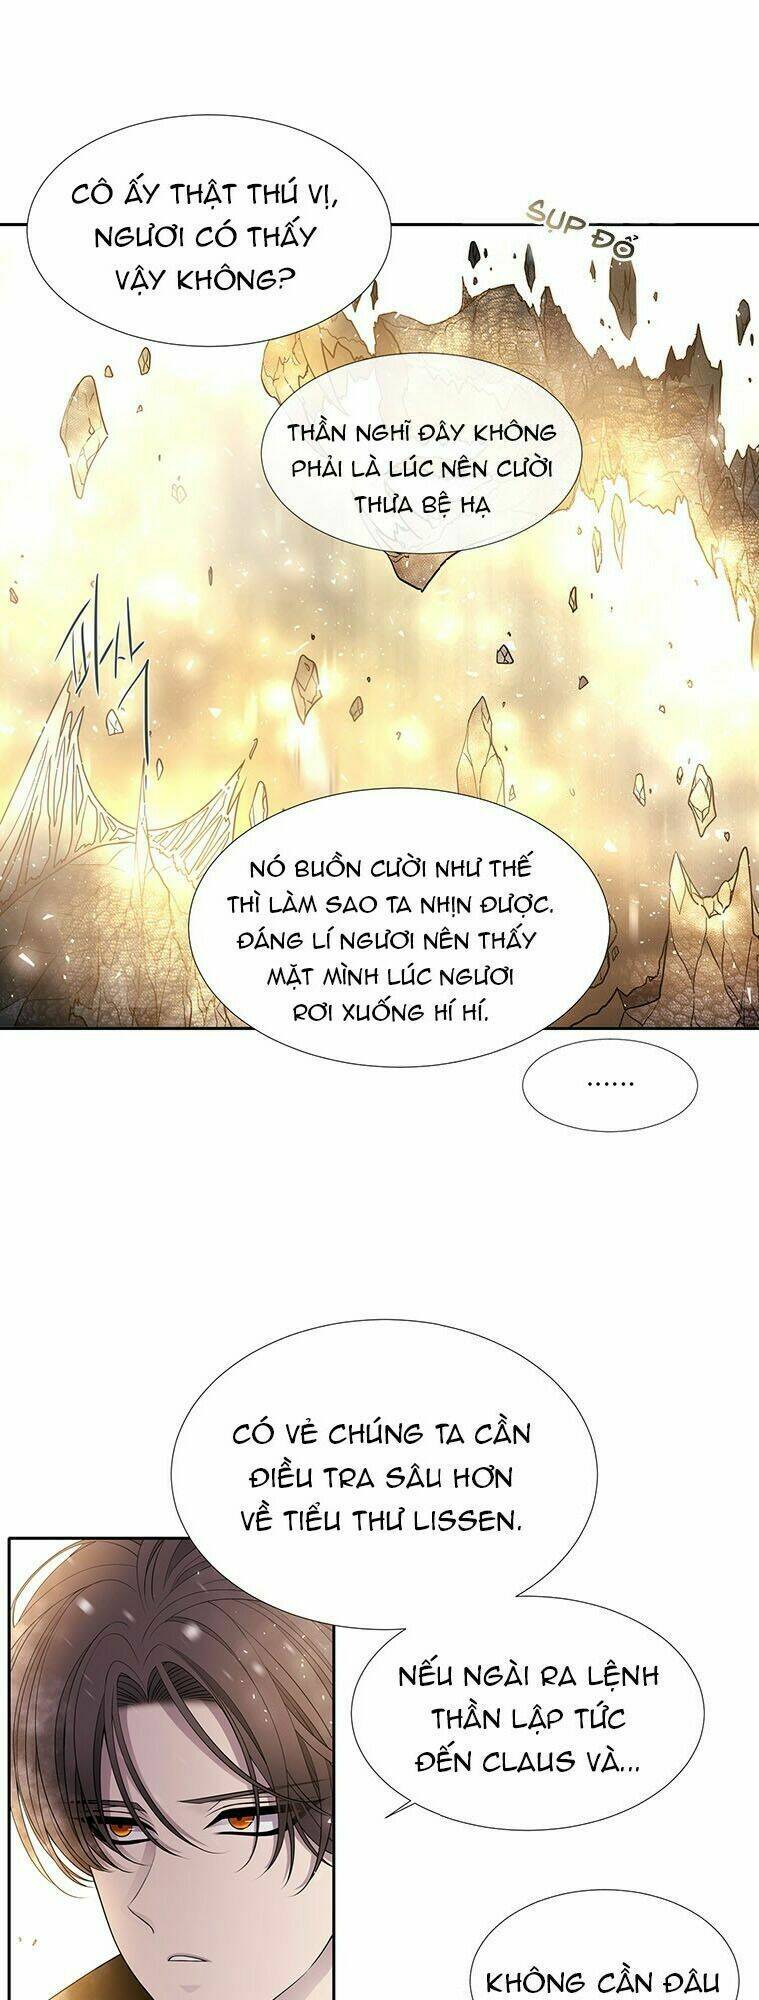 CÔ ẤY THẬT THÚ VỊ,
NGƯƠI CÓ THẤY
VẬY KHÔNG?
SỤP ĐỔ
THẦN NGHĨ ĐÂY KHÔNG
PHẢI LÀ LÚC NÊN CƯỜI
THƯA BỆ HẠ
NÓ BUỒN CƯỜI NHƯ THẾ
THÌ LÀM SAO TA NHỊN ĐƯỢC.
ĐÁNG LÍ NGƯƠI NÊN THẤY
MẶT MÌNH LÚC NGƯƠI
RƠI XUỐNG HÍ HÍ.
......
CÓ VẺ CHÚNG TA CẦN
ĐIỀU TRA SÂU HƠN
VỀ TIỂU THƯ LISSEN.
NẾU NGÀI RA LỆNH
THẦN LẬP TỨC
ĐẾN CLAUS VÀ...
KHÔNG CẦN ĐÂU